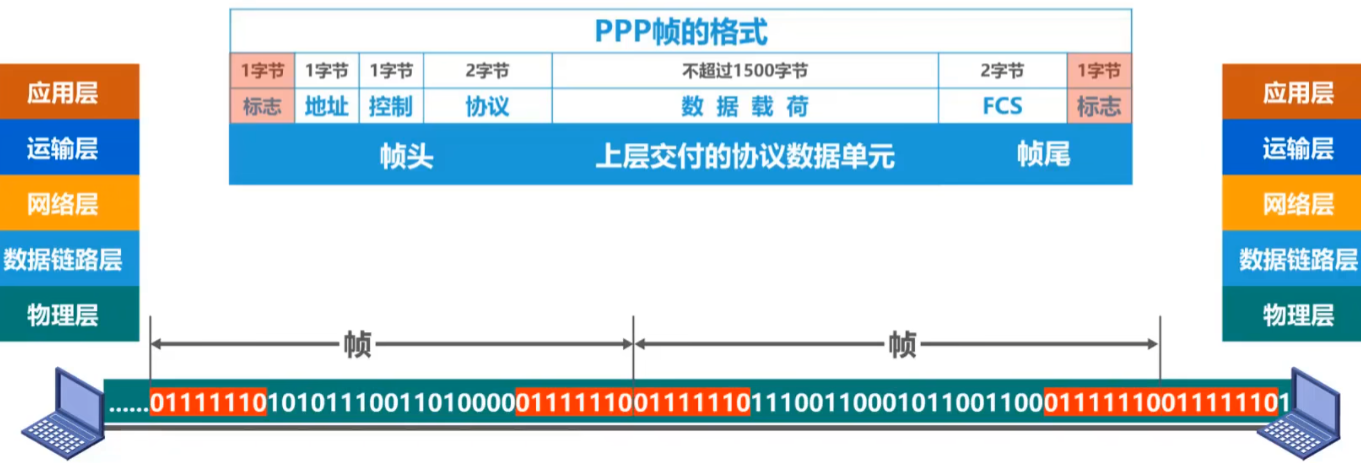 PPP帧的格式
1字节 1字节 1字节 2字节 不超过1500字节 2字节 1字节
标志 地址 控制 协议 数据载荷 FCS 标志
帧头 上层交付的协议数据单元 帧尾
应用层
运输层
网络层
数据链路层
物理层
应用层
运输层
网络层
数据链路层
物理层
帧 帧
......011111101010111001101000001111110011111101110011000101100110001111110011111101